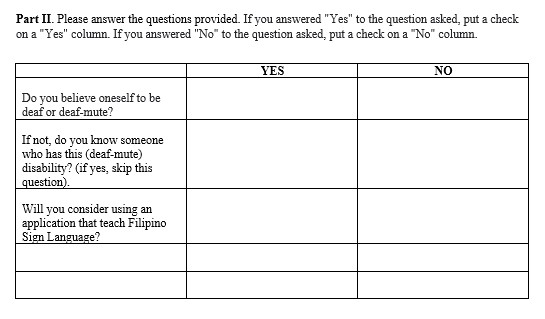 Part II. Please answer the questions provided. If you answered "Yes" to the question asked, put a check
on a "Yes" column. If you answered "No" to the question asked, put a check on a "No" column.
YES NO
Do you believe oneself to be
deaf or deaf-mute?
If not, do you know someone
who has this (deaf-mute)
disability? (if yes, skip this
question).
Will you consider using an
application that teach Filipino
Sign Language?